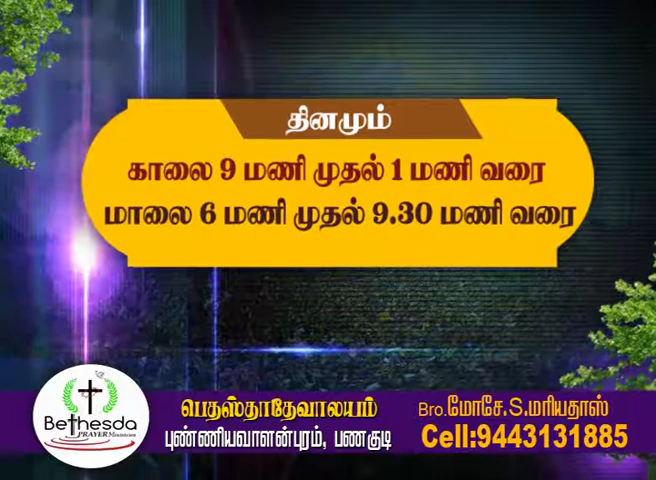 தினமும்
காலை 9 மணி முதல் 1 மணி வரை
மாலை 6 மணி முதல் 9.30 மணி வரை
Bethesda
PRAYER Ministries
பெதஸ்தாதேவாலயம்
புண்ணியவாளன்புரம், பணகுடி
Bro.மோசே.S.மரியதாஸ்
Cell:9443131885